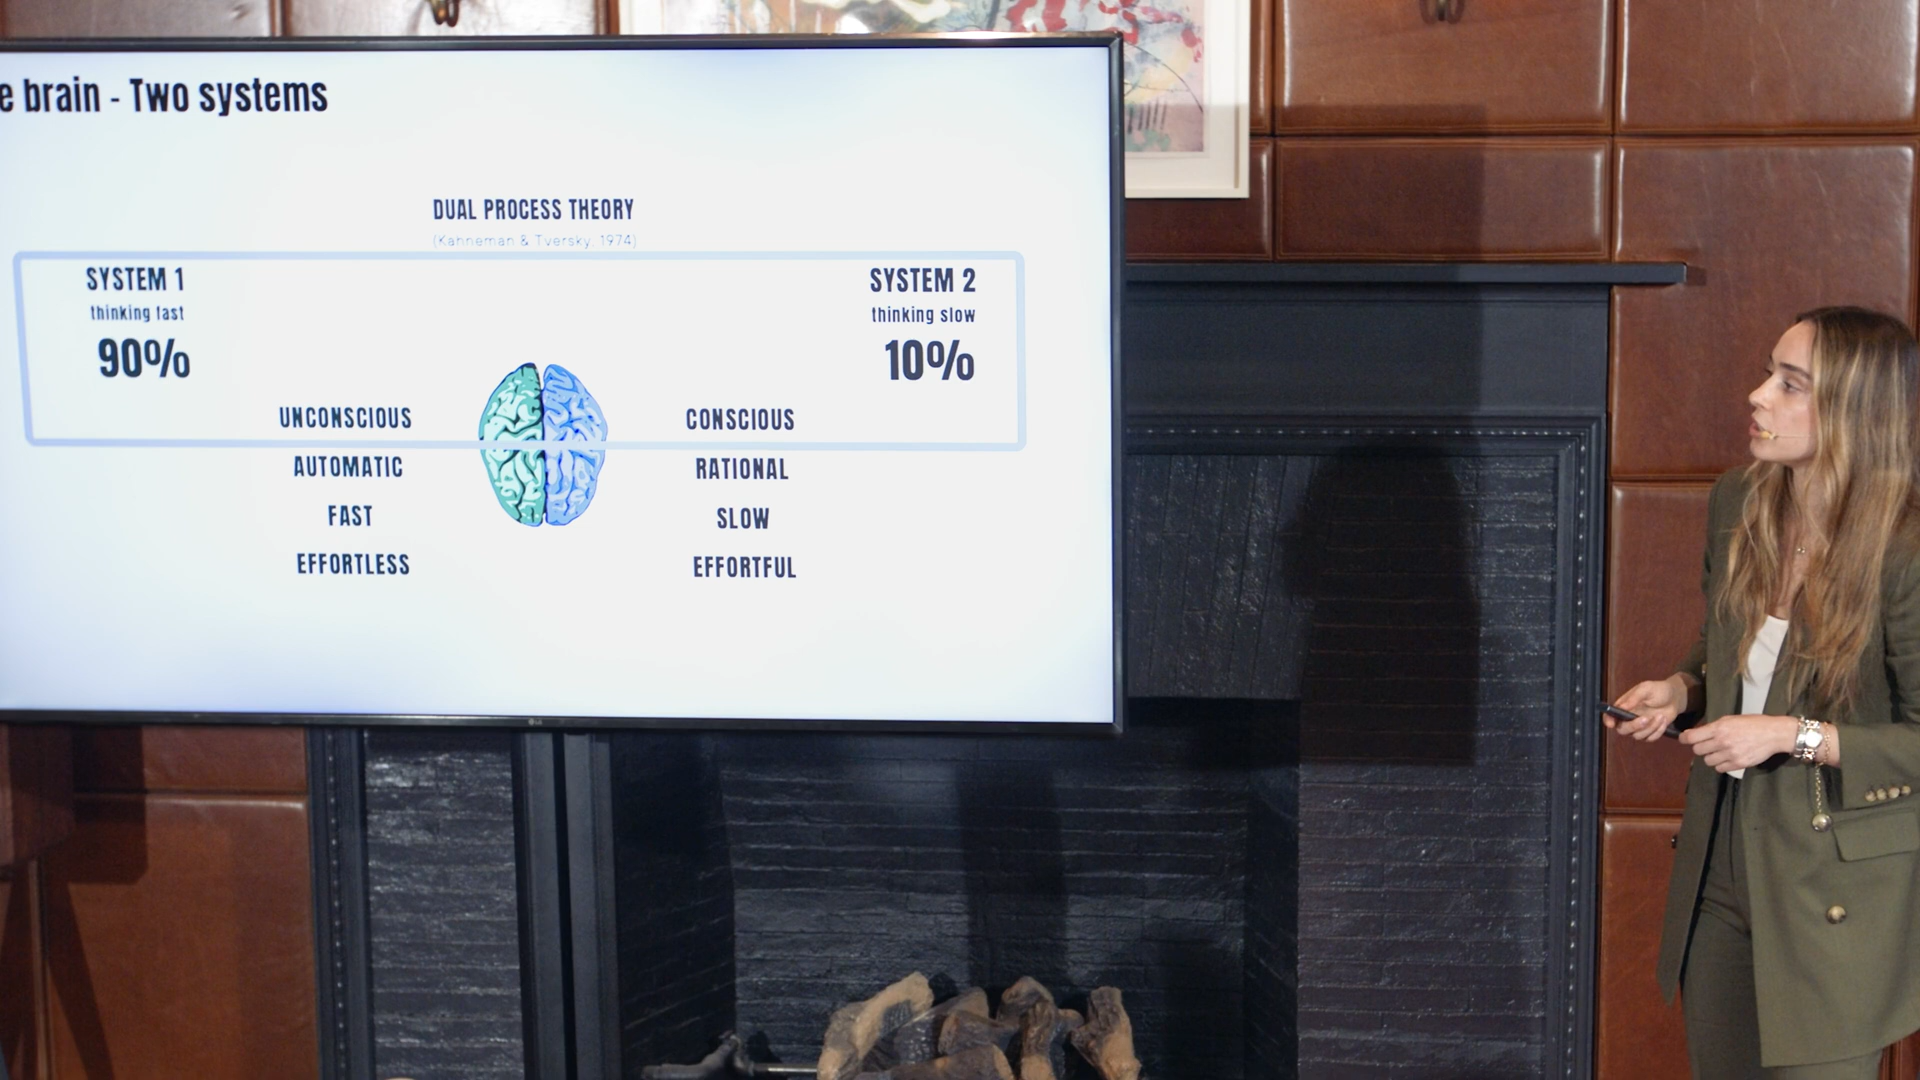 e brain - Two systems
DUAL PROCESS THEORY
(Kahneman & Tversky, 1974)
SYSTEM 1
thinking fast
90%
SYSTEM 2
thinking slow
10%
UNCONSCIOUS
AUTOMATIC
FAST
EFFORTLESS
CONSCIOUS
RATIONAL
SLOW
EFFORTFUL
LG